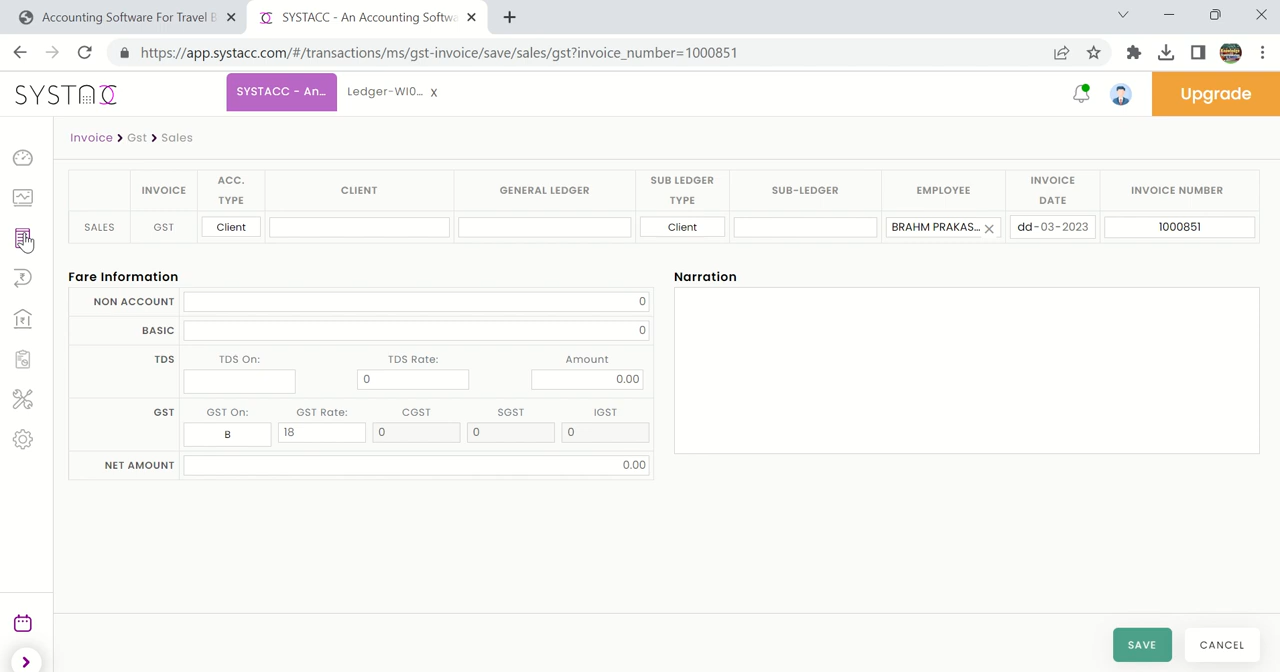 Accounting Software For Travel B
SYSTACC - An Accounting Softwa
https://app.systacc.com/#/transactions/ms/gst-invoice/save/sales/gst?invoice_number=1000851
SYSTACC
SYSTACC - An...
Ledger-WI0... x
Upgrade
Invoice > Gst > Sales
INVOICE
ACC. TYPE
CLIENT
GENERAL LEDGER
SUB LEDGER TYPE
SUB-LEDGER
EMPLOYEE
INVOICE DATE
INVOICE NUMBER
SALES
GST
Client
Client
BRAHM PRAKAS...
dd-03-2023
1000851
Fare Information
Narration
NON ACCOUNT 0
BASIC 0
TDS
TDS On:
TDS Rate:
Amount
0
0.00
GST
GST On:
GST Rate:
CGST
SGST
IGST
B
18
0
0
0
NET AMOUNT 0.00
SAVE
CANCEL